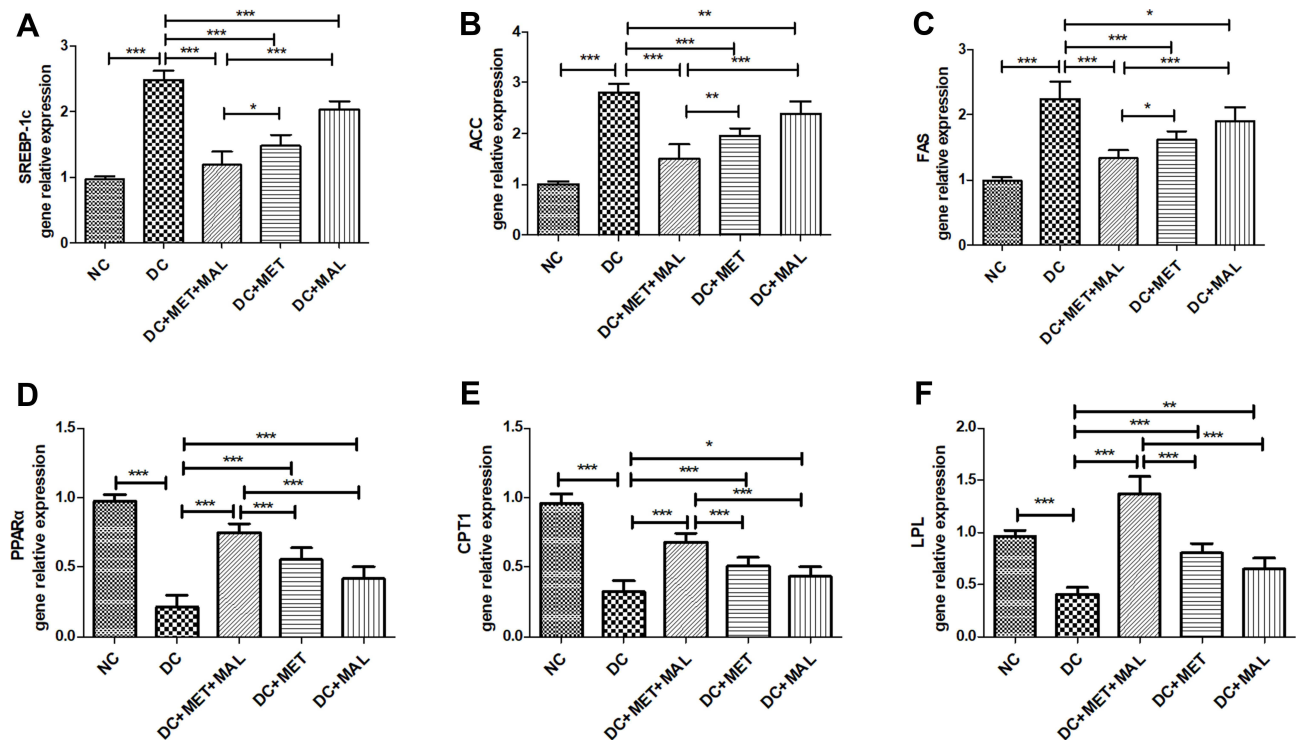 A
SREBP-1c
gene relative expression
3
2
1
0
***
***
***
***
***
*
NC
DC
DC+MET+MAL
DC+MET
DC+MAL
B
ACC
gene relative expression
4
3
2
1
0
**
***
***
***
***
**
NC
DC
DC+MET+MAL
DC+MET
DC+MAL
C
FAS
gene relative expression
3
2
1
0
*
***
***
***
***
*
NC
DC
DC+MET+MAL
DC+MET
DC+MAL
D
PPARα
gene relative expression
1.5
1.0
0.5
0.0
***
***
***
***
***
***
NC
DC
DC+MET+MAL
DC+MET
DC+MAL
E
CPT1
gene relative expression
1.5
1.0
0.5
0.0
*
***
***
***
***
***
NC
DC
DC+MET+MAL
DC+MET
DC+MAL
F
LPL
gene relative expression
2.0
1.5
1.0
0.5
0.0
**
***
***
***
***
***
NC
DC
DC+MET+MAL
DC+MET
DC+MAL